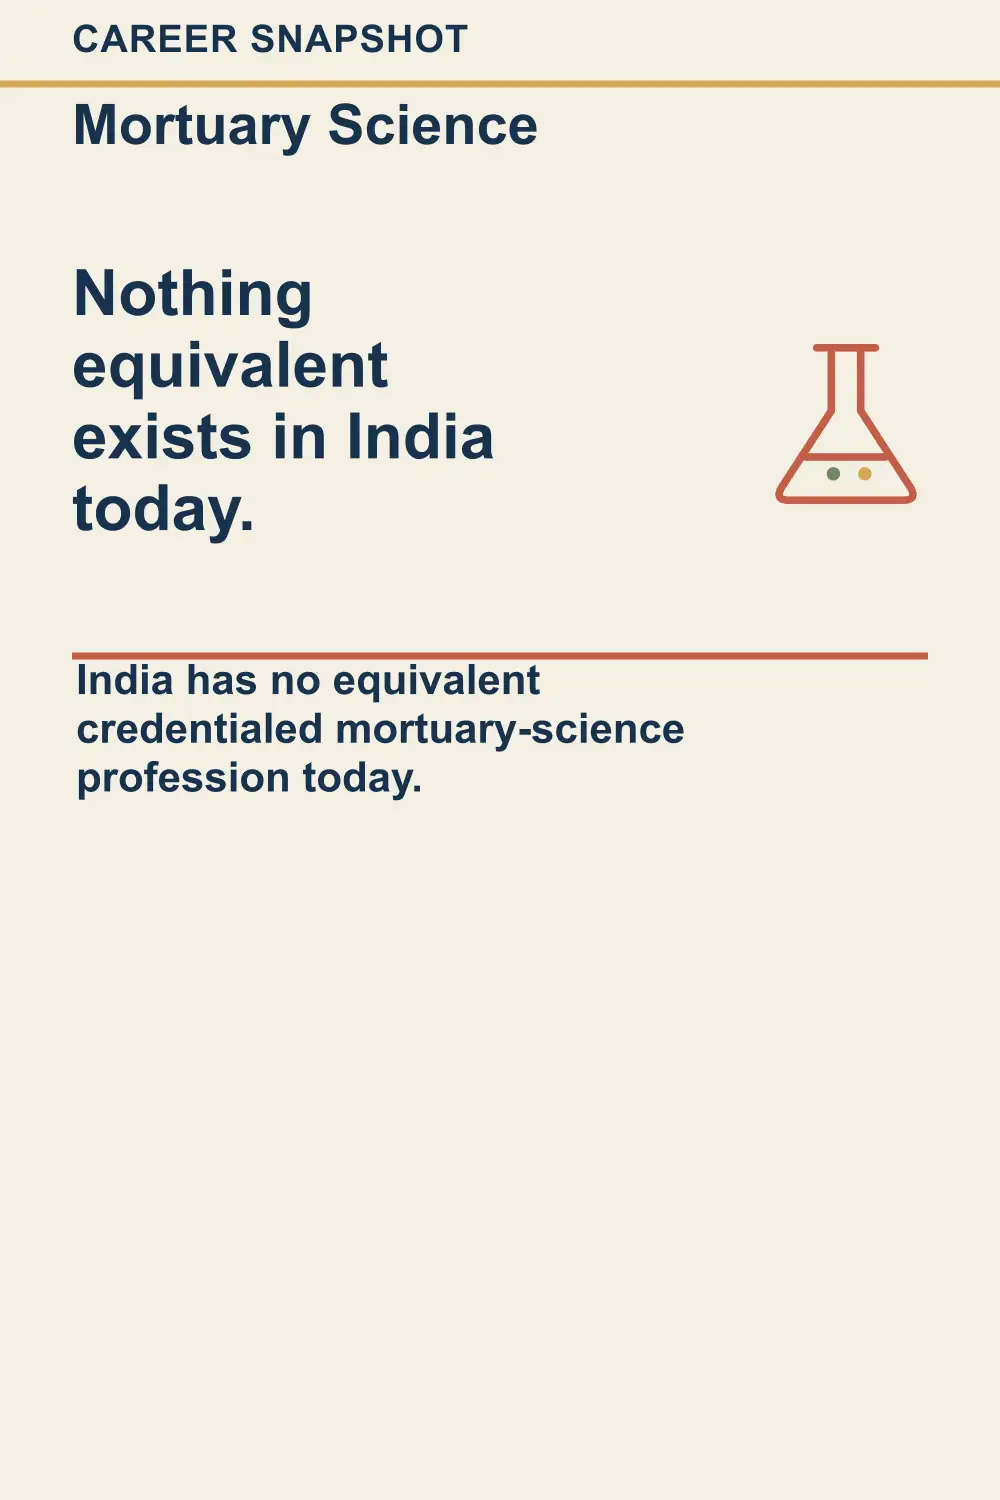 CAREER SNAPSHOT
Mortuary Science
Nothing
equivalent
exists in India
today.
India has no equivalent
credentialed mortuary-science
profession today.